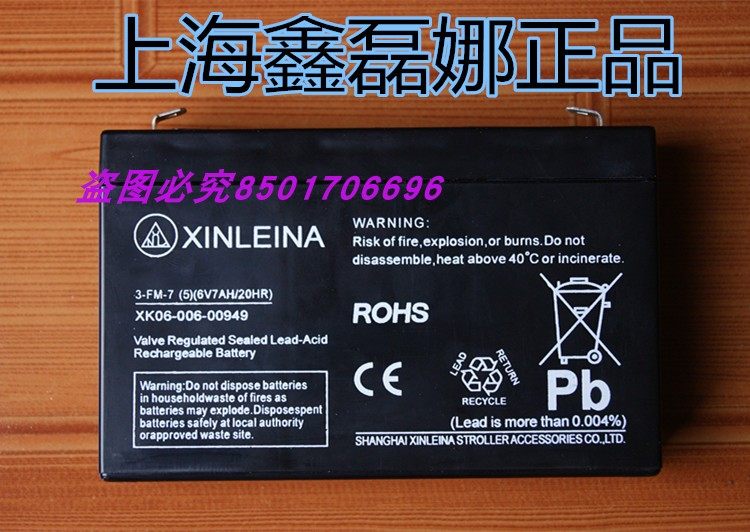 上海鑫磊娜正品
盗图必究8501706696
XINLEINA
3-FM-7 (5)(6V7AH/20HR)
XK06-006-00949
Valve Regulated Sealed Lead-Acid
Rechargeable Battery
Warning:Do not dispose batteries
in householdwaste of fires as
batteries may explode.Disposespent
batteries safely at local authority
orapproved waste site.
WARNING:
Risk of fire,explosion,or burns.Do not
disassemble,heat above 40°C or incinerate.
ROHS
CE
LEAD
RETURN
RECYCLE
Pb
(Lead is more than 0.004%)
SHANGHAI XINLEINA STROLLER ACCESSORIES CO.,LTD.